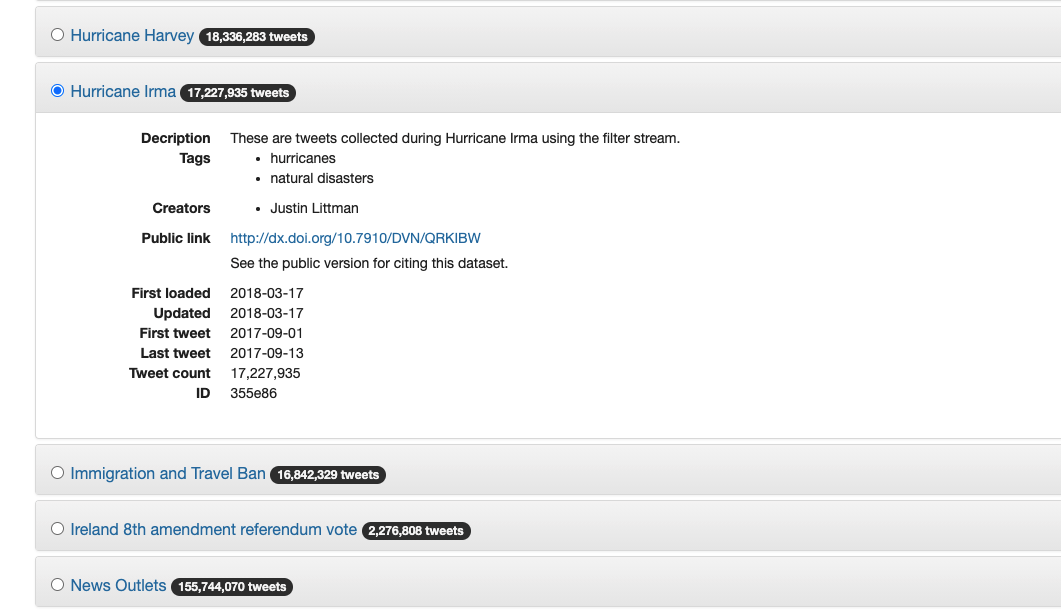 Hurricane Harvey 18,336,283 tweets
Hurricane Irma 17,227,935 tweets
Decription These are tweets collected during Hurricane Irma using the filter stream.
Tags • hurricanes
• natural disasters
Creators • Justin Littman
Public link http://dx.doi.org/10.7910/DVN/QRKIBW
See the public version for citing this dataset.
First loaded 2018-03-17
Updated 2018-03-17
First tweet 2017-09-01
Last tweet 2017-09-13
Tweet count 17,227,935
ID 355e86
Immigration and Travel Ban 16,842,329 tweets
Ireland 8th amendment referendum vote 2,276,808 tweets
News Outlets 155,744,070 tweets